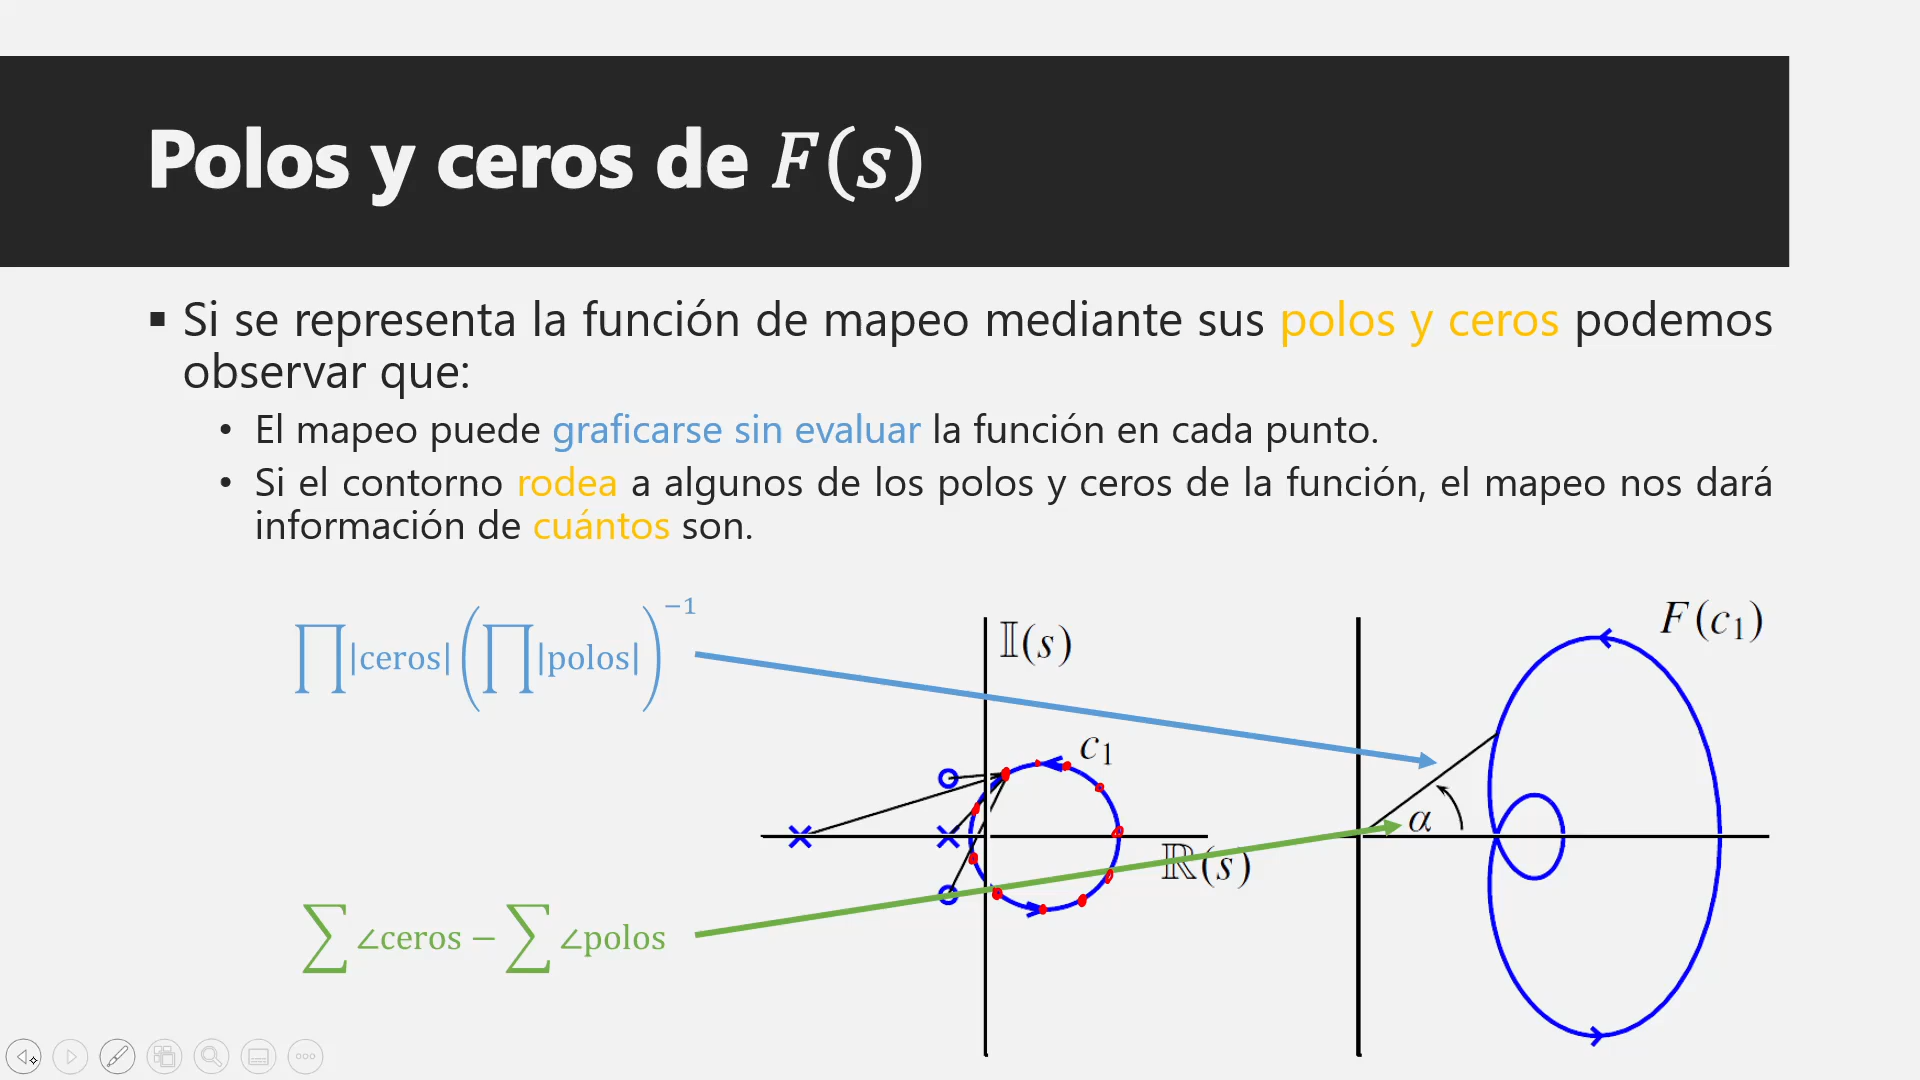 Polos y ceros de F(s)
▪ Si se representa la función de mapeo mediante sus polos y ceros podemos
observar que:
• El mapeo puede graficarse sin evaluar la función en cada punto.
• Si el contorno rodea a algunos de los polos y ceros de la función, el mapeo nos dará
información de cuántos son.
∏|ceros|(∏|polos|)⁻¹
𝕀(s)
F(c₁)
c₁
α
ℝ(s)
∑∠ceros − ∑∠polos